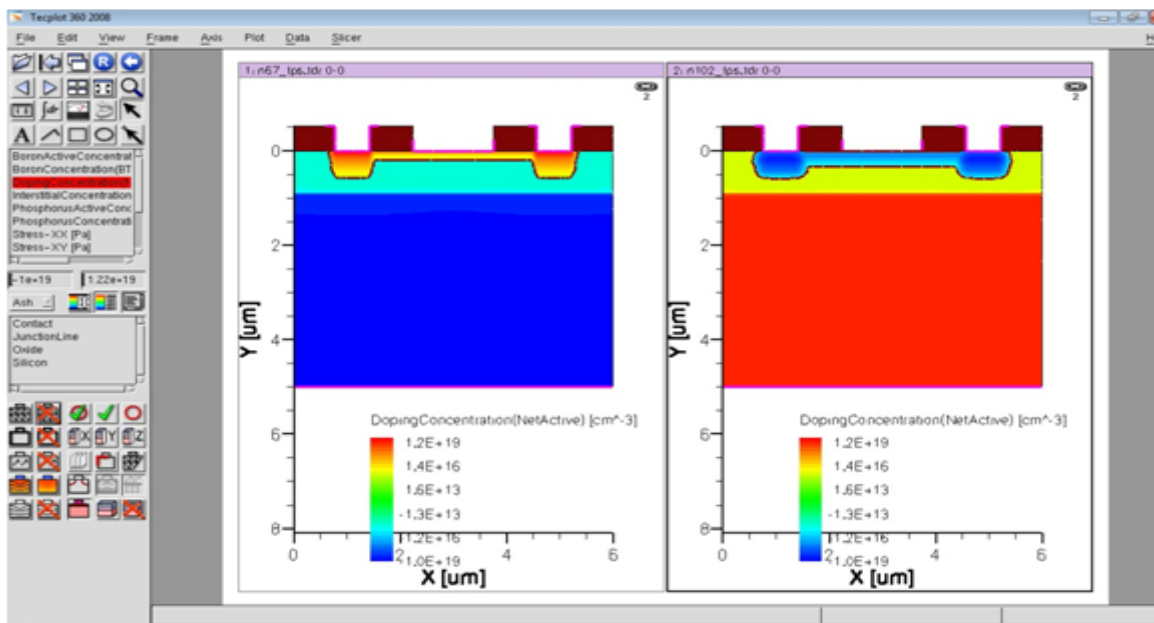 Tecplot 360 2008
File Edit View Frame Axis Plot Data Slicer H
1: n67_fps.tdr 0-0
2: n102_fps.tdr 0-0
2
2
BoronActiveConcentrat
BoronConcentration(BT
DopingConcentration(
InterstitialConcentration
PhosphorusActiveConc
PhosphorusConcentrati
Stress-XX [Pa]
Stress-XY [Pa]
-1e+19 1.22e+19
Ash
Contact
JunctionLine
Oxide
Silicon
0
2
4
6
8
Y [um]
DopingConcentration(NetActive) [cm^-3]
1.2E+19
1.4E+16
1.6E+13
-1.3E+13
-1.2E+16
1.0E+19
0 2 4 6
X [um]
0
2
4
6
8
Y [um]
DopingConcentration(NetActive) [cm^-3]
1.2E+19
1.4E+16
1.6E+13
-1.3E+13
-1.2E+16
1.0E+19
0 2 4 6
X [um]